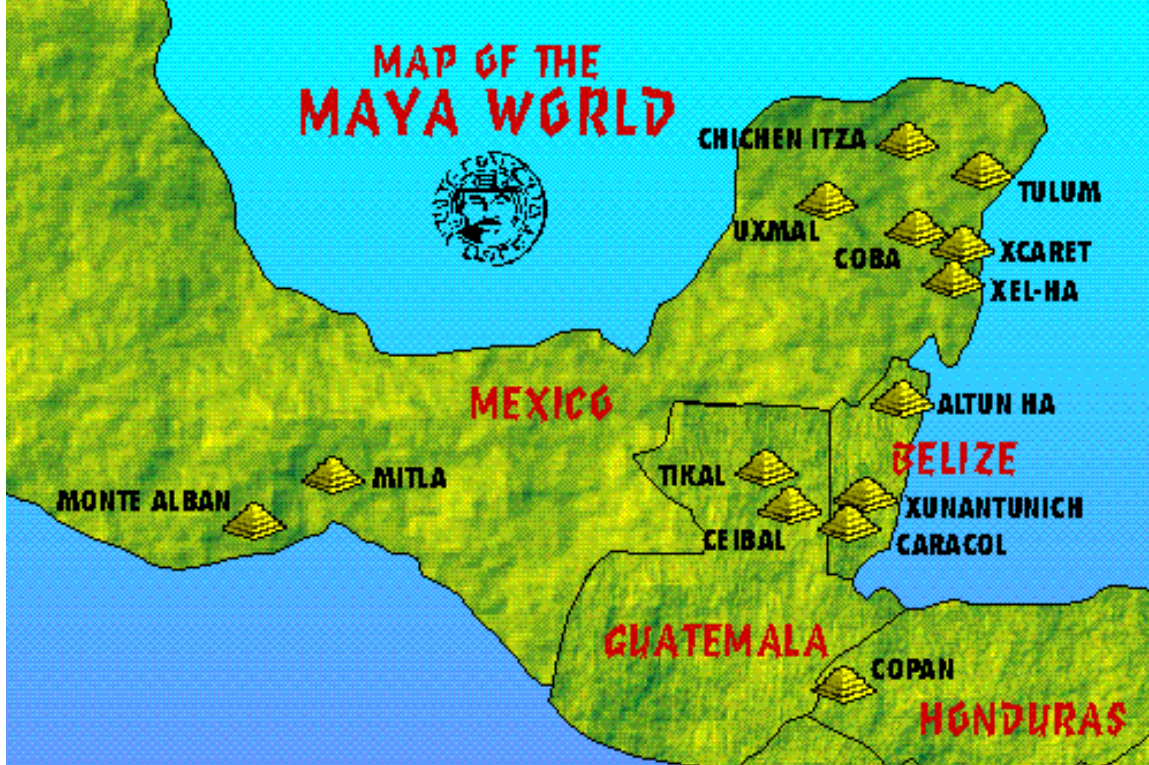 MAP OF THE
MAYA WORLD
CHICHEN ITZA
TULUM
UXMAL
COBA
XCARET
XEL-HA
MEXICO
ALTUN HA
BELIZE
TIKAL
MITLA
MONTE ALBAN
XUNANTUNICH
CEIBAL
CARACOL
GUATEMALA
COPAN
HONDURAS